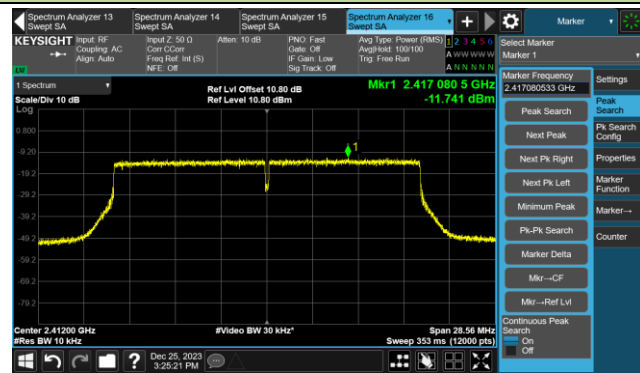 Spectrum Analyzer 13
Swept SA
Spectrum Analyzer 14
Swept SA
Spectrum Analyzer 15
Swept SA
Spectrum Analyzer 16
Swept SA
Marker
KEYSIGHT
Input: RF
Coupling: AC
Align: Auto
Input Z: 50 Ω
Corr CCorr
Freq Ref: Int (S)
NFE: Off
Atten: 10 dB
PNO: Fast
Gate: Off
IF Gain: Low
Sig Track: Off
Avg Type: Power (RMS)
Avg|Hold: 100/100
Trig: Free Run
1 2 3 4 5 6
A W W W W W
A N N N N N
Select Marker
Marker 1
1 Spectrum
Scale/Div 10 dB
Log
Ref Lvl Offset 10.80 dB
Ref Level 10.80 dBm
Mkr1 2.417 080 5 GHz
-11.741 dBm
0.800
-9.20
-19.2
-29.2
-39.2
-49.2
-59.2
-69.2
-79.2
1
Center 2.41200 GHz
#Res BW 10 kHz
#Video BW 30 kHz*
Span 28.56 MHz
Sweep 353 ms (12000 pts)
Marker Frequency
2.417080533 GHz
Peak Search
Next Peak
Next Pk Right
Next Pk Left
Minimum Peak
Pk-Pk Search
Marker Delta
Mkr→CF
Mkr→Ref Lvl
Continuous Peak
Search
On
Off
Settings
Peak
Search
Pk Search
Config
Properties
Marker
Function
Marker→
Counter
Dec 25, 2023
3:25:21 PM